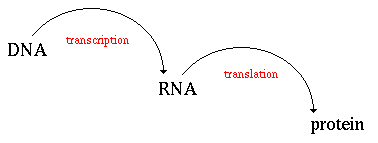 DNA
transcription
RNA
translation
protein